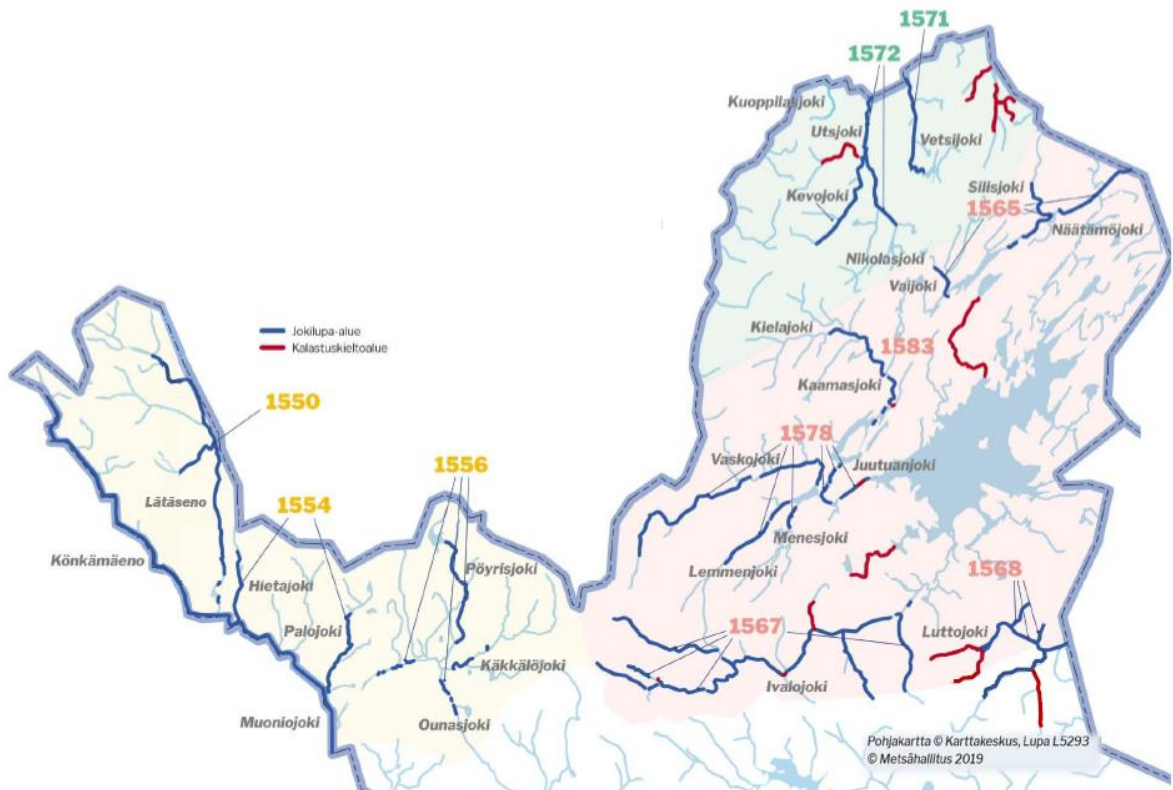 1571
1572
Kuoppilasjoki
Utsjoki
Vetsijoki
Kevojoki
Silisjoki
1565
Näätämöjoki
Nikolasjoki
Vaijoki
Kielajoki
1583
Jokilupa-alue
Kalastuskieltoalue
Kaamasjoki
1550
1578
1556
Vaskojoki
Juutuanjoki
Lätäseno
1554
Menesjoki
Könkämäeno
Lemmenjoki
Pöyrisjoki
1568
Hietajoki
1567
Palojoki
Luttojoki
Käkkälöjoki
Ivalojoki
Muoniojoki
Ounasjoki
Pohjakartta © Karttakeskus, Lupa L5293
© Metsähallitus 2019